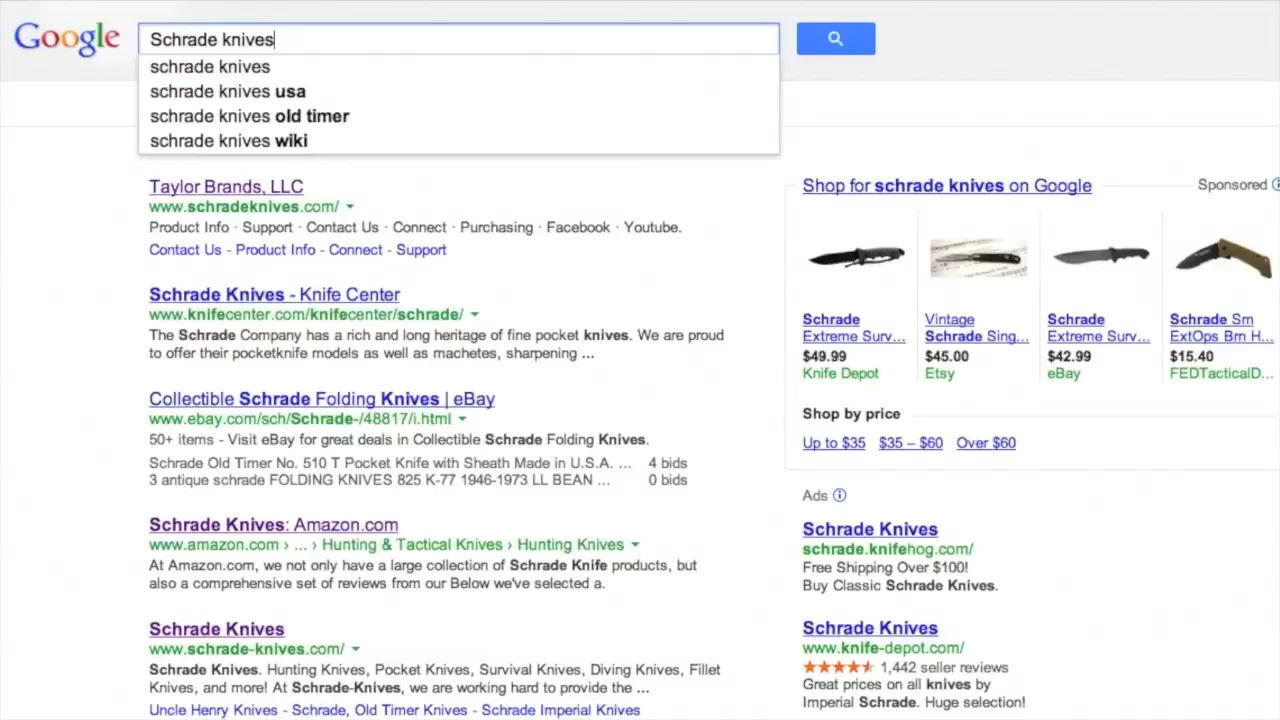 Google
Schrade knives
schrade knives
schrade knives usa
schrade knives old timer
schrade knives wiki
Taylor Brands, LLC
www.schradeknives.com/
Product Info · Support · Contact Us · Connect · Purchasing · Facebook · Youtube.
Contact Us - Product Info - Connect - Support
Schrade Knives - Knife Center
www.knifecenter.com/knifecenter/schrade/
The Schrade Company has a rich and long heritage of fine pocket knives. We are proud
to offer their pocketknife models as well as machetes, sharpening ...
Collectible Schrade Folding Knives | eBay
www.ebay.com/sch/Schrade-/48817/i.html
50+ items - Visit eBay for great deals in Collectible Schrade Folding Knives.
Schrade Old Timer No. 510 T Pocket Knife with Sheath Made in U.S.A. ... 4 bids
3 antique schrade FOLDING KNIVES 825 K-77 1946-1973 LL BEAN ... 0 bids
Schrade Knives: Amazon.com
www.amazon.com › ... › Hunting & Tactical Knives › Hunting Knives
At Amazon.com, we not only have a large collection of Schrade Knife products, but
also a comprehensive set of reviews from our Below we've selected a.
Schrade Knives
www.schrade-knives.com/
Schrade Knives. Hunting Knives, Pocket Knives, Survival Knives, Diving Knives, Fillet
Knives, and more! At Schrade-Knives, we are working hard to provide the ...
Uncle Henry Knives - Schrade, Old Timer Knives - Schrade Imperial Knives
Shop for schrade knives on Google
Sponsored
Schrade
Extreme Surv...
$49.99
Knife Depot
Vintage
Schrade Sing...
$45.00
Etsy
Schrade
Extreme Surv...
$42.99
eBay
Schrade Sm
ExtOps Brn H...
$15.40
FEDTacticalD...
Shop by price
Up to $35 $35 – $60 Over $60
Ads
Schrade Knives
schrade.knifehog.com/
Free Shipping Over $100!
Buy Classic Schrade Knives.
Schrade Knives
www.knife-depot.com/
1,442 seller reviews
Great prices on all knives by
Imperial Schrade. Huge selection!